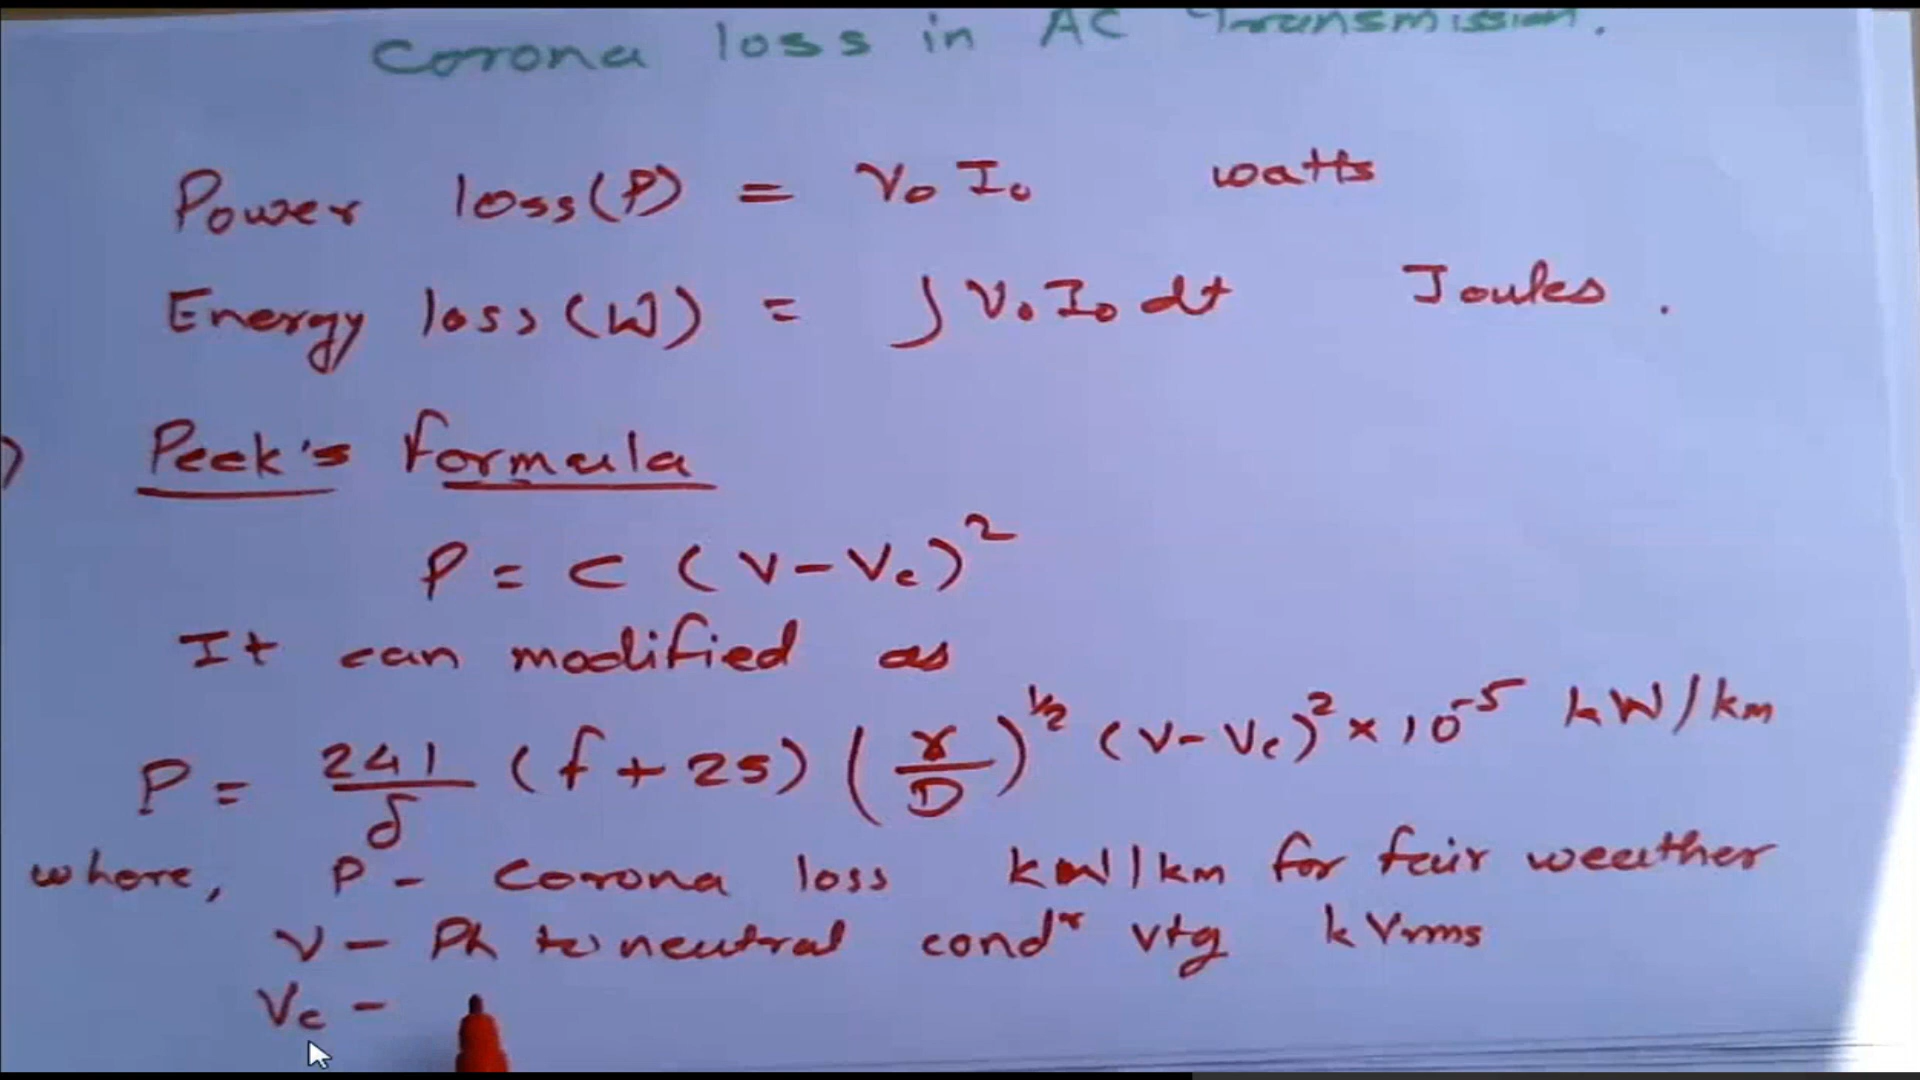 Corona loss in AC Transmission.
Power loss(P) = V₀ I₀ watts
Energy loss (W) = ∫ V₀ I₀ dt Joules.
) Peek's Formula
P = C (V - Vc)²
It can modified as
P = 241/δ (f + 25) (r/D)^1/2 (V - Vc)² × 10⁻⁵ kW/km
where, P - Corona loss kW/km for fair weather
V - Ph to neutral condʳ vtg kVrms
Vc -